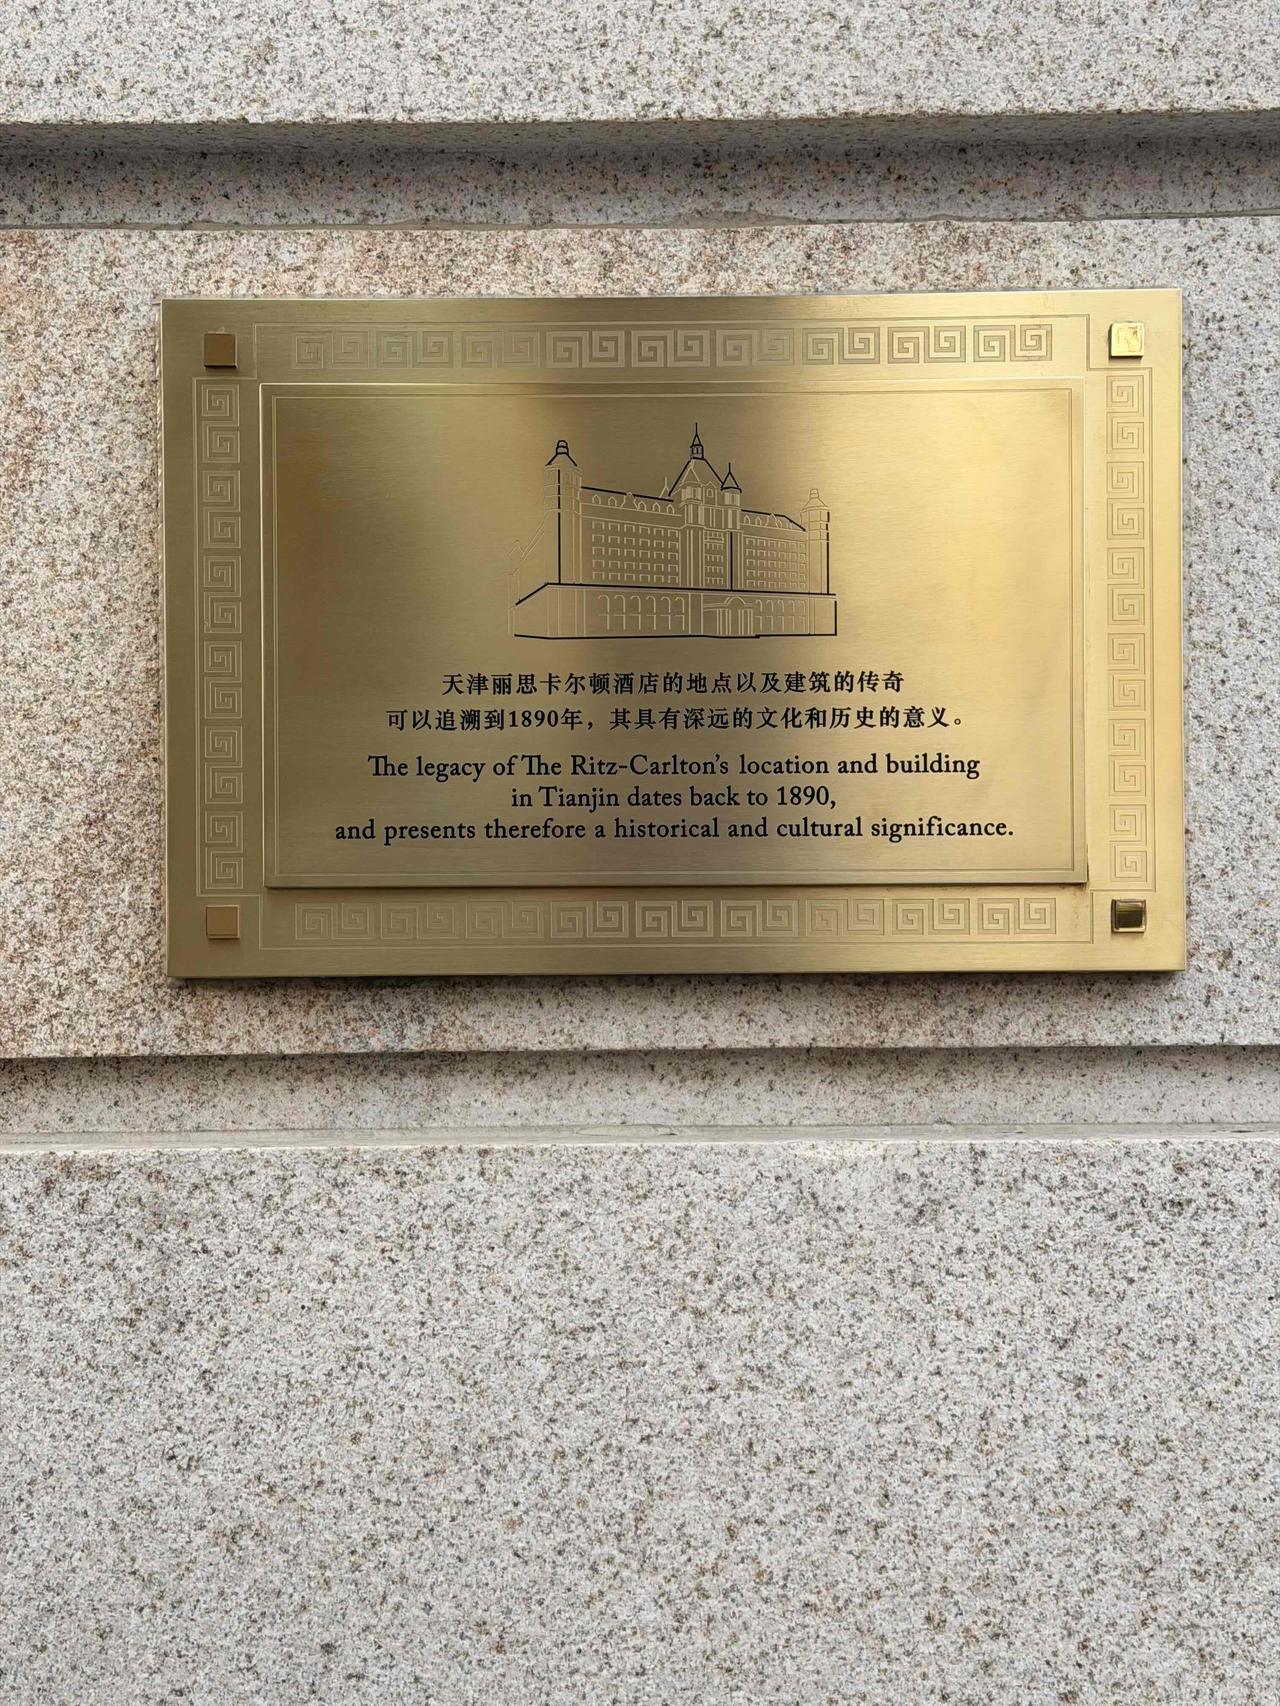 天津丽思卡尔顿酒店的地点以及建筑的传奇
可以追溯到1890年，其具有深远的文化和历史的意义。
The legacy of The Ritz-Carlton’s location and building
in Tianjin dates back to 1890,
and presents therefore a historical and cultural significance.